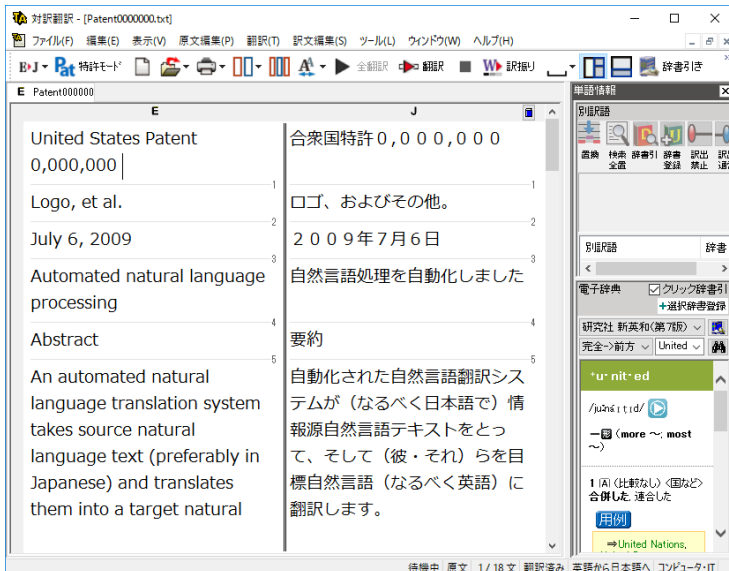 対訳翻訳 - [Patent0000000.txt]
ファイル(F) 編集(E) 表示(V) 原文編集(P) 翻訳(T) 訳文編集(S) ツール(L) ウィンドウ(W) ヘルプ(H)
E›J Pat 特許モード 全翻訳 翻訳 W 訳振り 辞書引き
E Patent000000
E J
United States Patent
0,000,000
合衆国特許０,０００,０００
1 1
Logo, et al.
ロゴ、およびその他。
2 2
July 6, 2009
２００９年７月６日
3 3
Automated natural language
processing
自然言語処理を自動化しました
4 4
Abstract
要約
5 5
An automated natural
language translation system
takes source natural
language text (preferably in
Japanese) and translates
them into a target natural
自動化された自然言語翻訳シス
テムが（なるべく日本語で）情
報源自然言語テキストをとっ
て、そして（彼・それ）らを目
標自然言語（なるべく英語）に
翻訳します。
単語情報
別訳語
置換 検索 辞書引 辞書 訳出
全置 登録 禁止
別訳語 辞書
電子辞典 クリック辞書引
+選択辞書登録
研究社 新英和(第7版)
完全->前方 United
*u·nit·ed
/juːnáɪtɪd/
━形 (more ～; most
～)
1 A (比較なし) 〈国など〉
合併した, 連合した
用例
⇒United Nations,
待機中 原文 1/18 文 翻訳済み 英語から日本語へ コンピュータ・IT